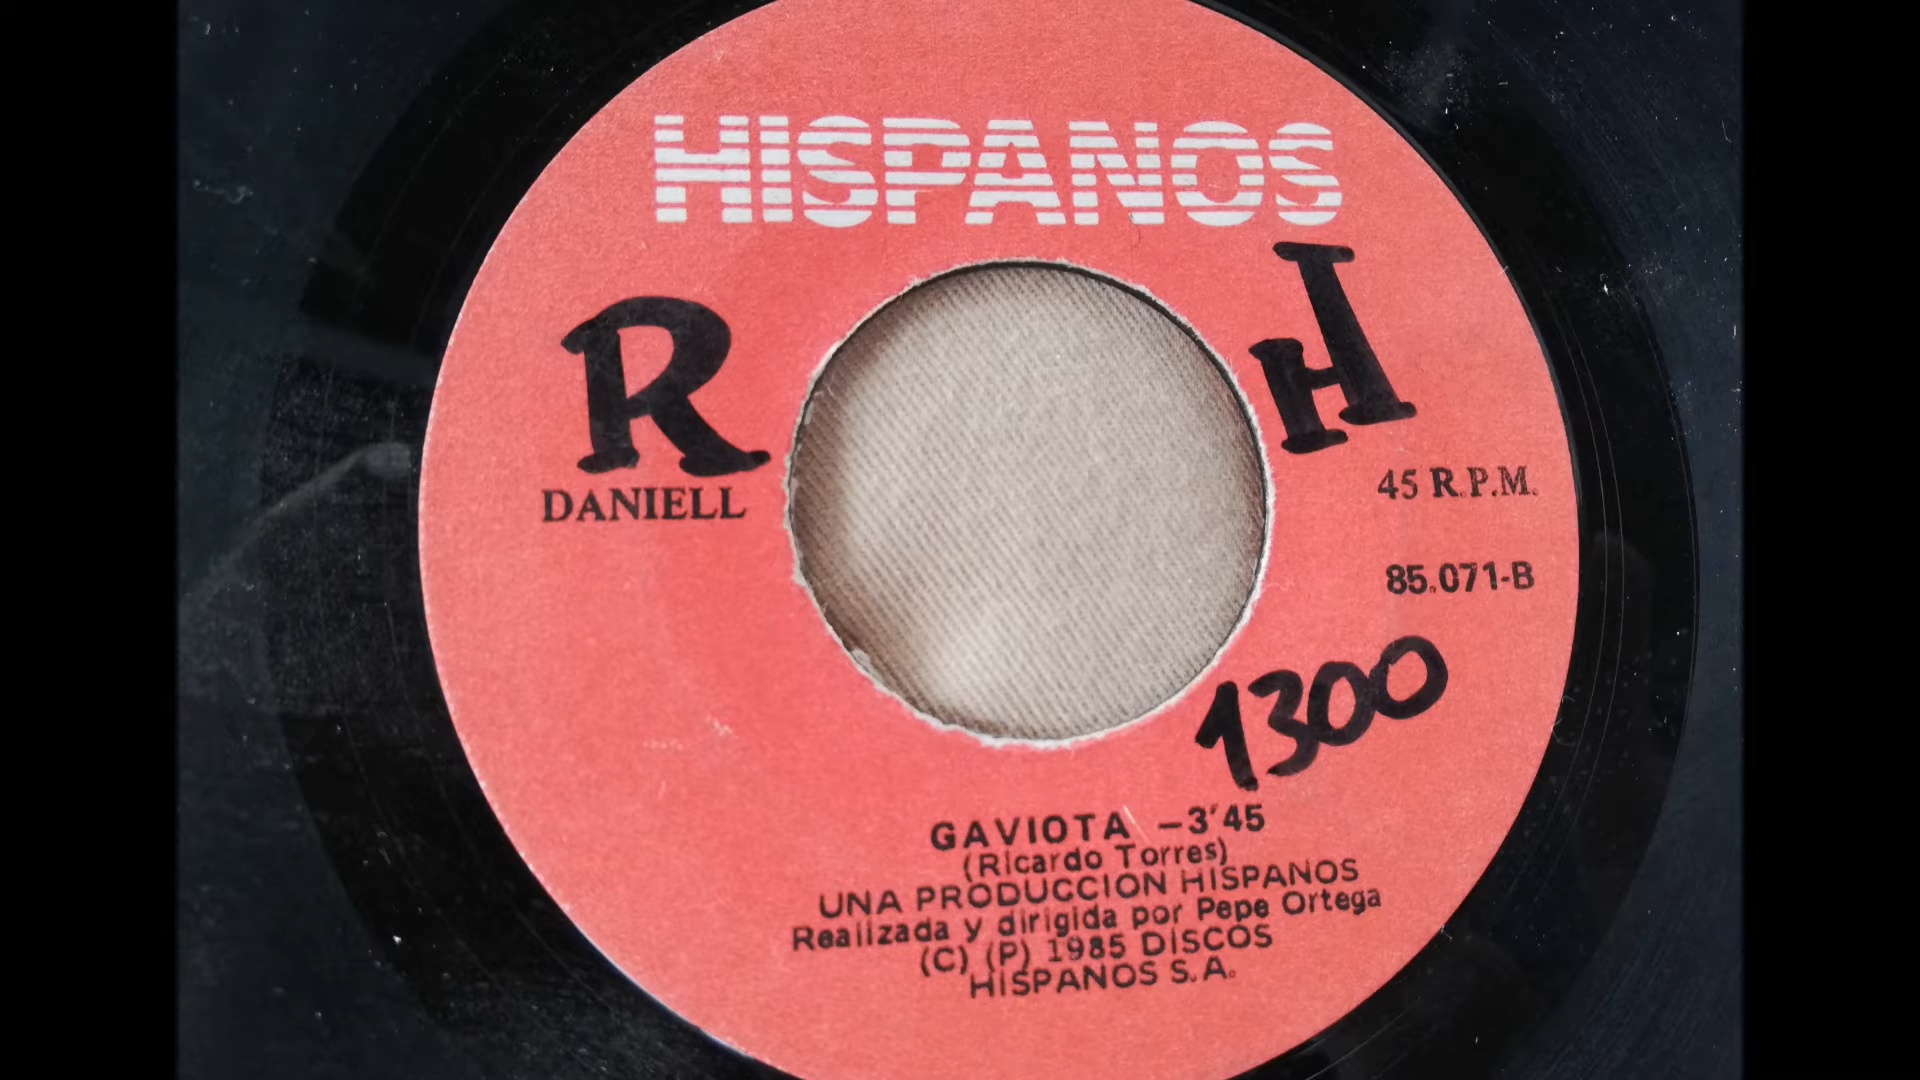 HISPANOS
R
H
DANIELL
45 R.P.M.
85.071-B
1300
GAVIOTA –3'45
(Ricardo Torres)
UNA PRODUCCION HISPANOS
Realizada y dirigida por Pepe Ortega
(C) (P) 1985 DISCOS
HISPANOS S.A.